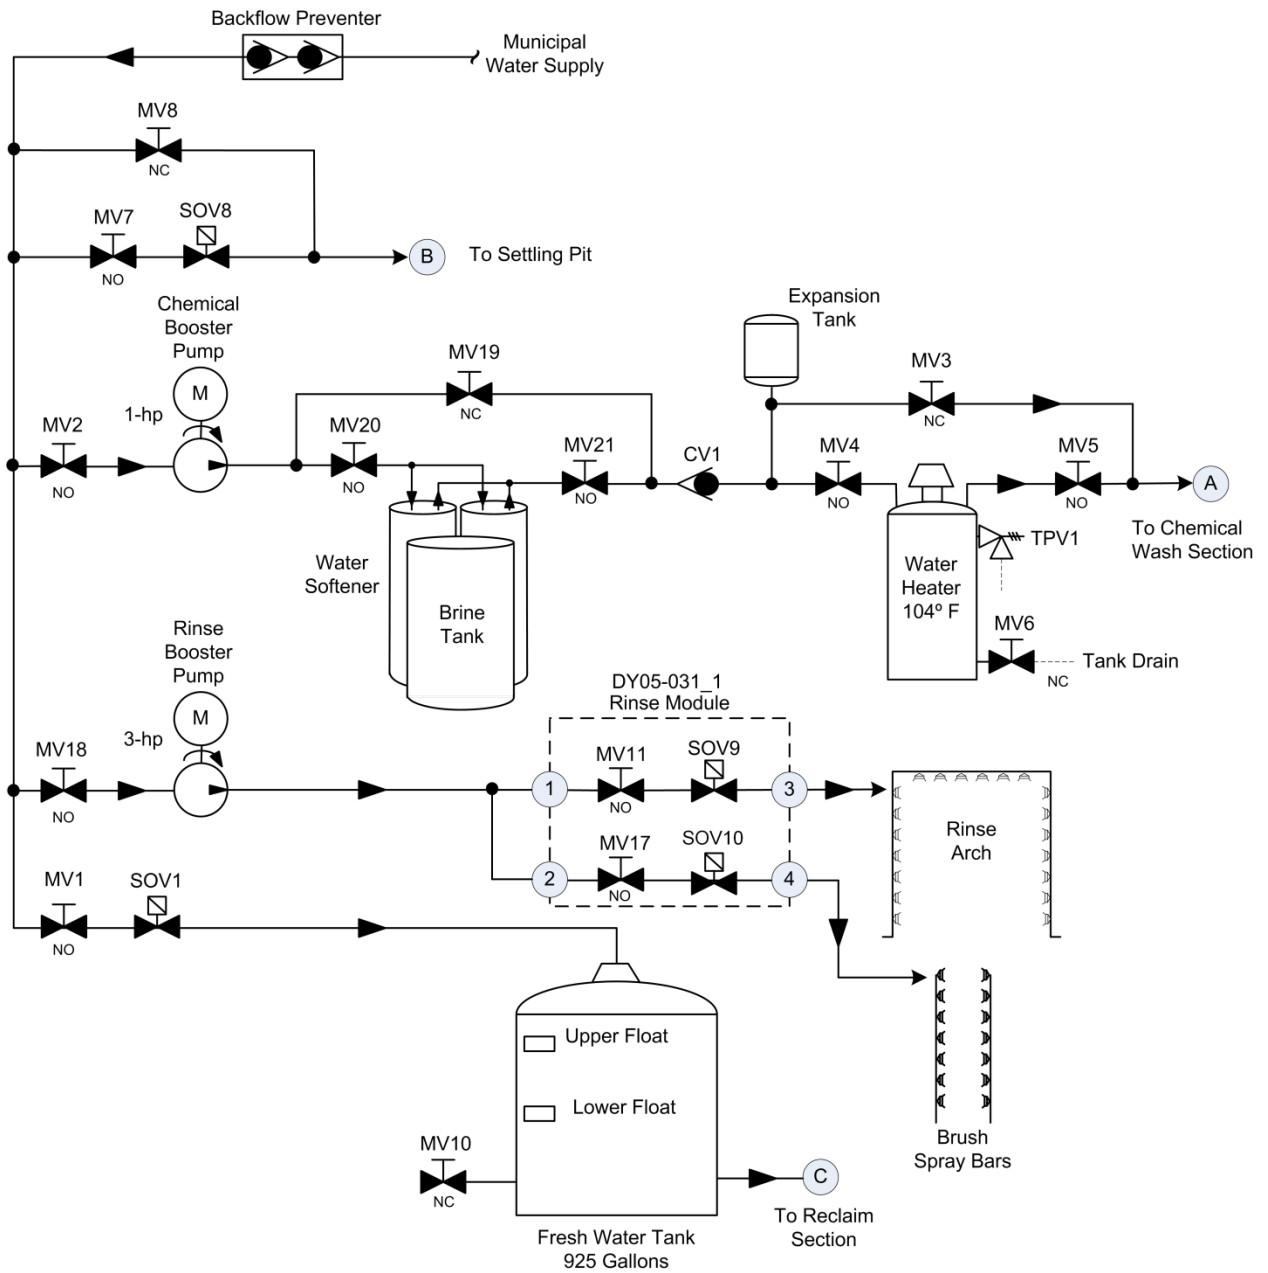 Backflow Preventer
Municipal
Water Supply
MV8
NC
MV7
NO
SOV8
B
To Settling Pit
Chemical
Booster
Pump
M
1-hp
MV2
NO
MV19
NC
MV20
NO
MV21
NO
CV1
Expansion
Tank
MV3
NC
MV4
NO
MV5
NO
A
To Chemical
Wash Section
Water
Softener
Brine
Tank
Water
Heater
104º F
TPV1
MV6
NC
Tank Drain
Rinse
Booster
Pump
M
3-hp
MV18
NO
DY05-031_1
Rinse Module
1
MV11
NO
SOV9
3
2
MV17
NO
SOV10
4
Rinse
Arch
MV1
NO
SOV1
Upper Float
Lower Float
MV10
NC
Fresh Water Tank
925 Gallons
C
To Reclaim
Section
Brush
Spray Bars